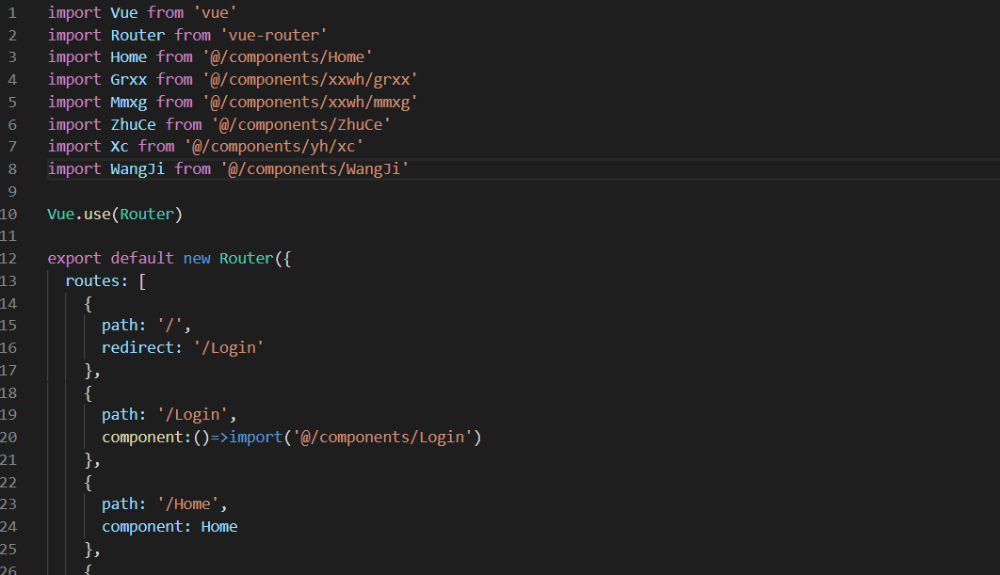 1 import Vue from 'vue'
2 import Router from 'vue-router'
3 import Home from '@/components/Home'
4 import Grxx from '@/components/xxwh/grxx'
5 import Mmxg from '@/components/xxwh/mmxg'
6 import ZhuCe from '@/components/ZhuCe'
7 import Xc from '@/components/yh/xc'
8 import WangJi from '@/components/WangJi'
9
10 Vue.use(Router)
11
12 export default new Router({
13   routes: [
14     {
15       path: '/',
16       redirect: '/Login'
17     },
18     {
19       path: '/Login',
20       component:()=>import('@/components/Login')
21     },
22     {
23       path: '/Home',
24       component: Home
25     },
26     {